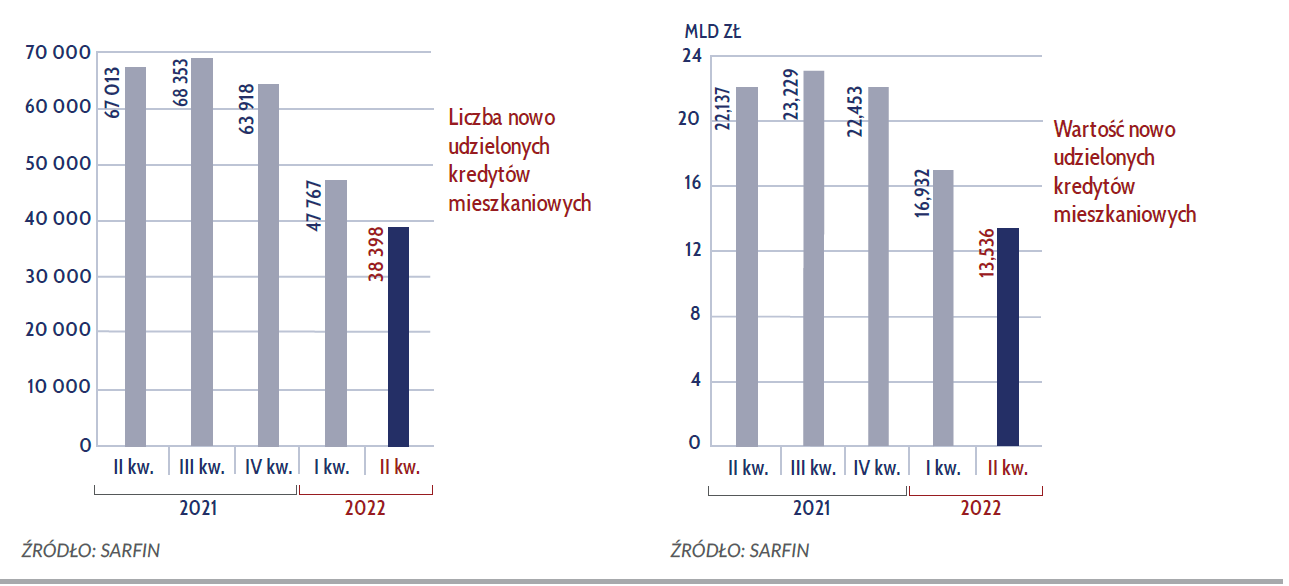 70 000
60 000
50 000
40 000
30 000
20 000
10 000
0
67 013
68 353
63 918
47 767
38 398
II kw.
III kw.
IV kw.
I kw.
II kw.
2021
2022
Liczba nowo
udzielonych
kredytów
mieszkaniowych
ŹRÓDŁO: SARFIN
MLD ZŁ
24
20
16
12
8
4
0
22,137
23,229
22,453
16,932
13,536
II kw.
III kw.
IV kw.
I kw.
II kw.
2021
2022
Wartość nowo
udzielonych
kredytów
mieszkaniowych
ŹRÓDŁO: SARFIN